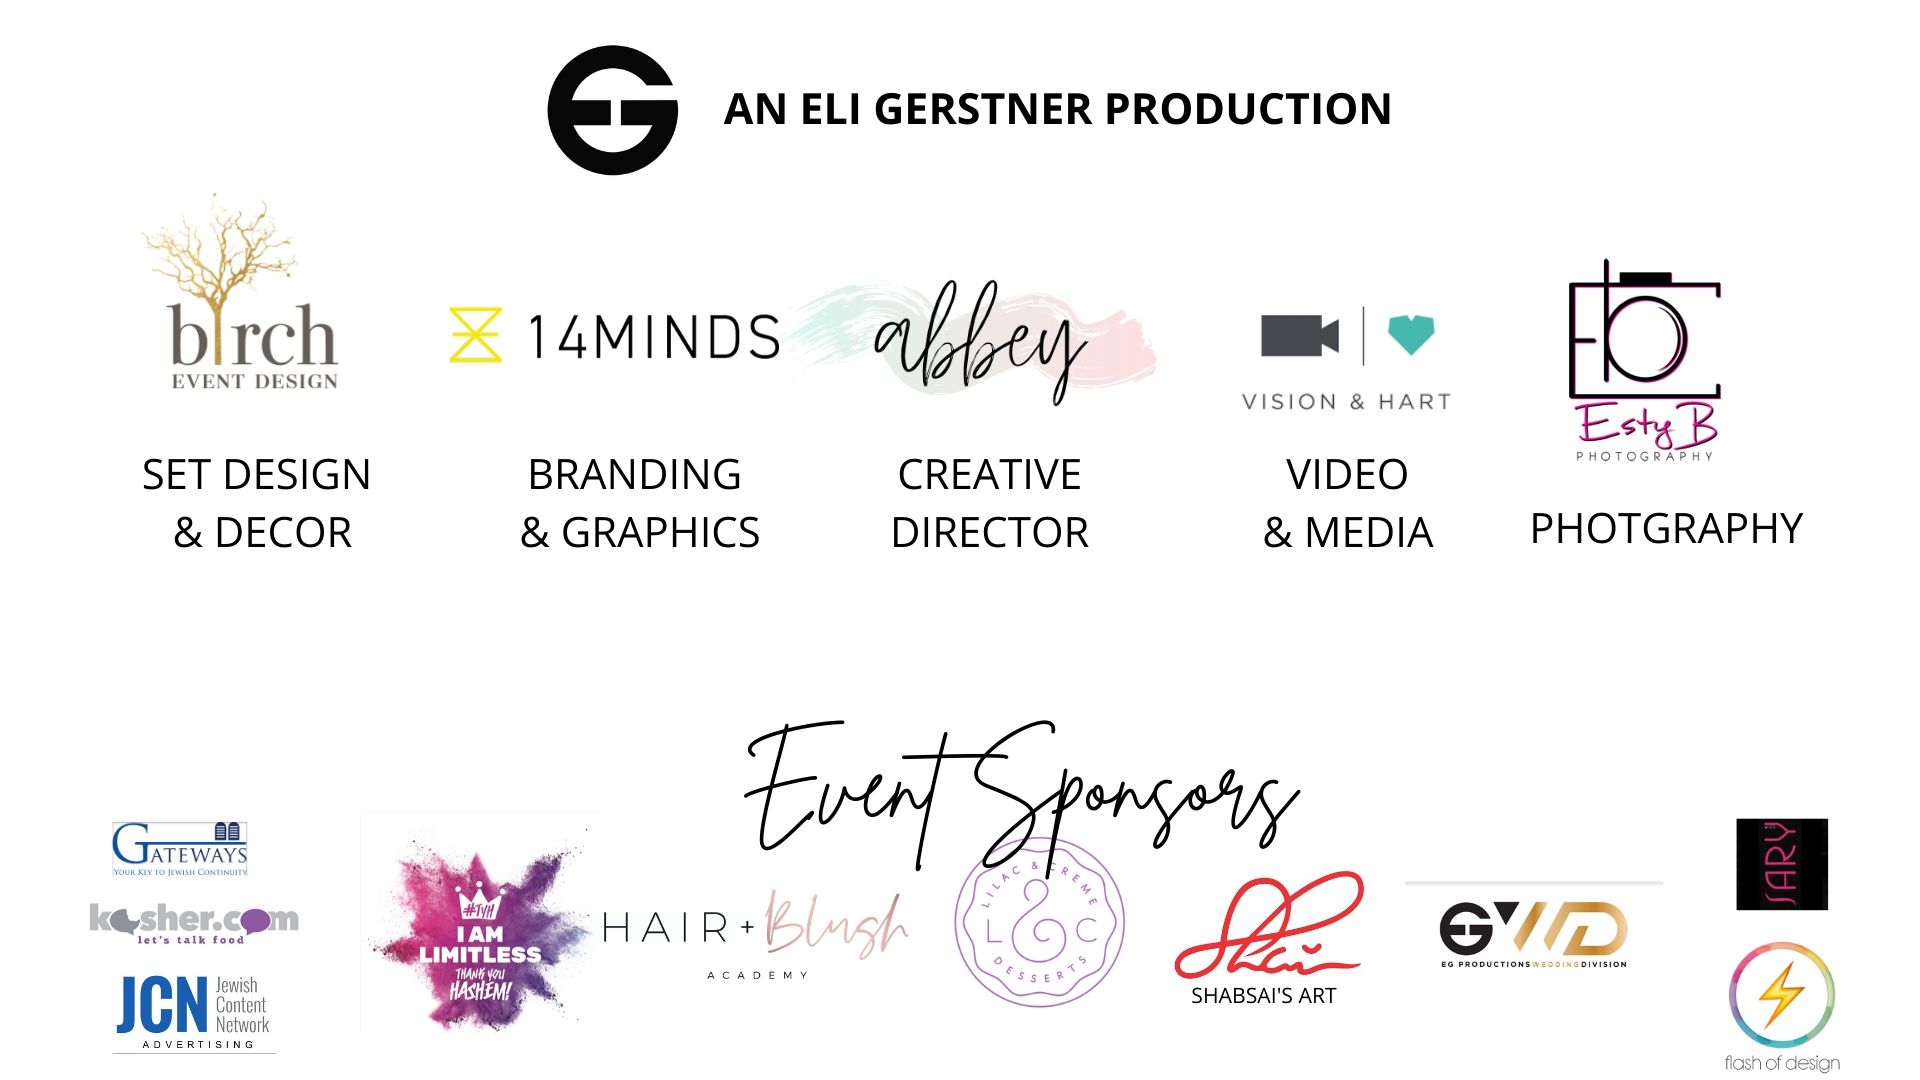 AN ELI GERSTNER PRODUCTION
birch
EVENT DESIGN
SET DESIGN
& DECOR
14MINDS
BRANDING
& GRAPHICS
abbey
CREATIVE
DIRECTOR
VISION & HART
VIDEO
& MEDIA
EstyB
PHOTOGRAPHY
PHOTGRAPHY
Event Sponsors
GATEWAYS
YOUR KEY TO JEWISH CONTINUITY
kosher.com
let's talk food
JCN Jewish
Content
Network
ADVERTISING
#TYH
I AM
LIMITLESS
THANK YOU
HASHEM!
HAIR + Blush
ACADEMY
LILAC & CREME
L & C
DESSERTS
SHABSAI'S ART
EG WD
EG PRODUCTIONS WEDDING DIVISION
SARY
flash of design